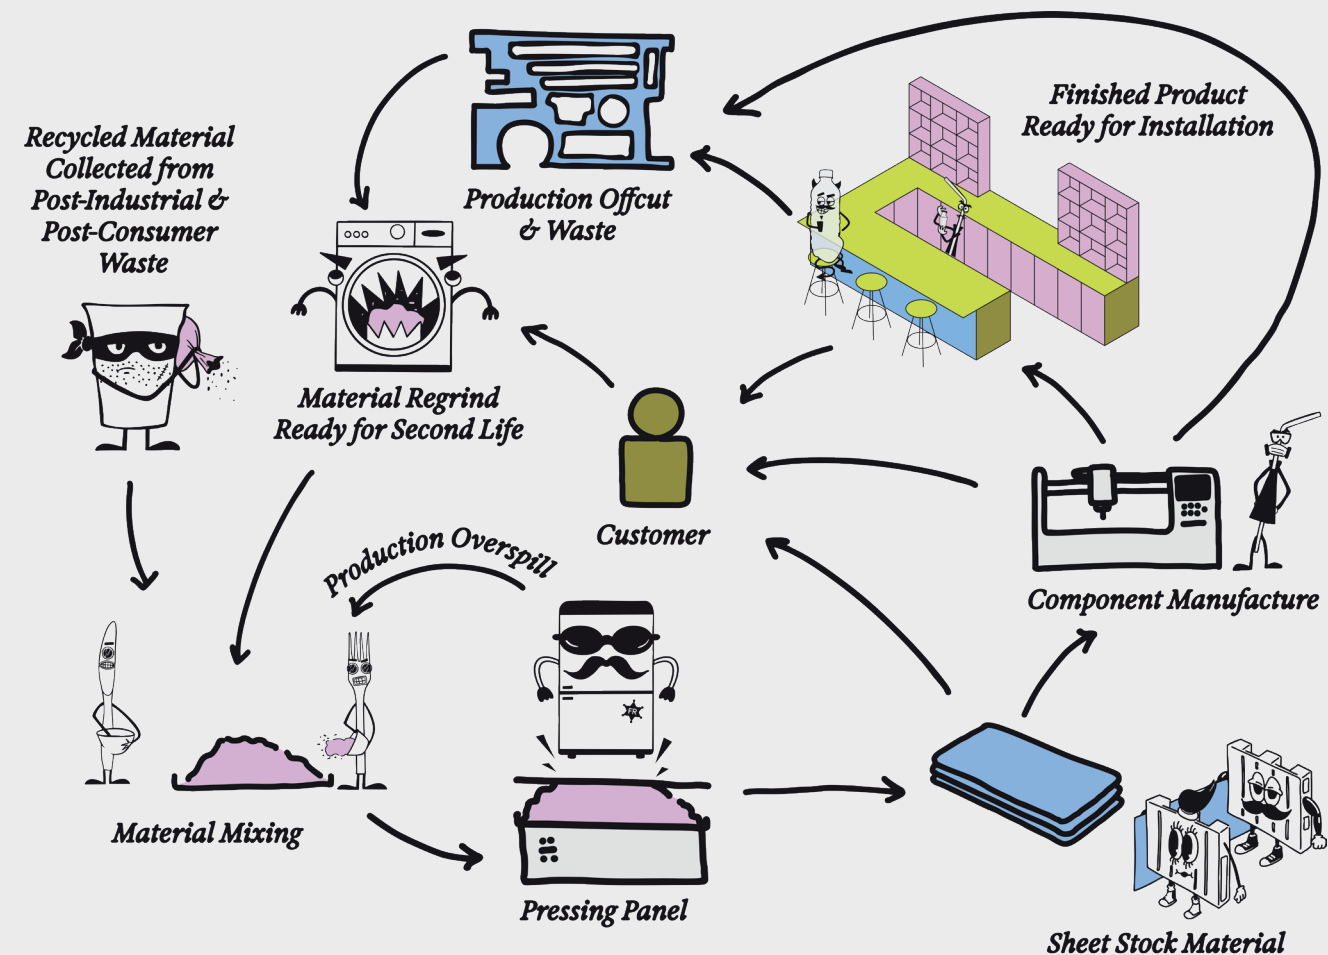 Finished Product
Ready for Installation
Recycled Material
Collected from
Post-Industrial &
Post-Consumer
Waste
Production Offcut
& Waste
Material Regrind
Ready for Second Life
Customer
Production Overspill
Component Manufacture
Material Mixing
Pressing Panel
Sheet Stock Material